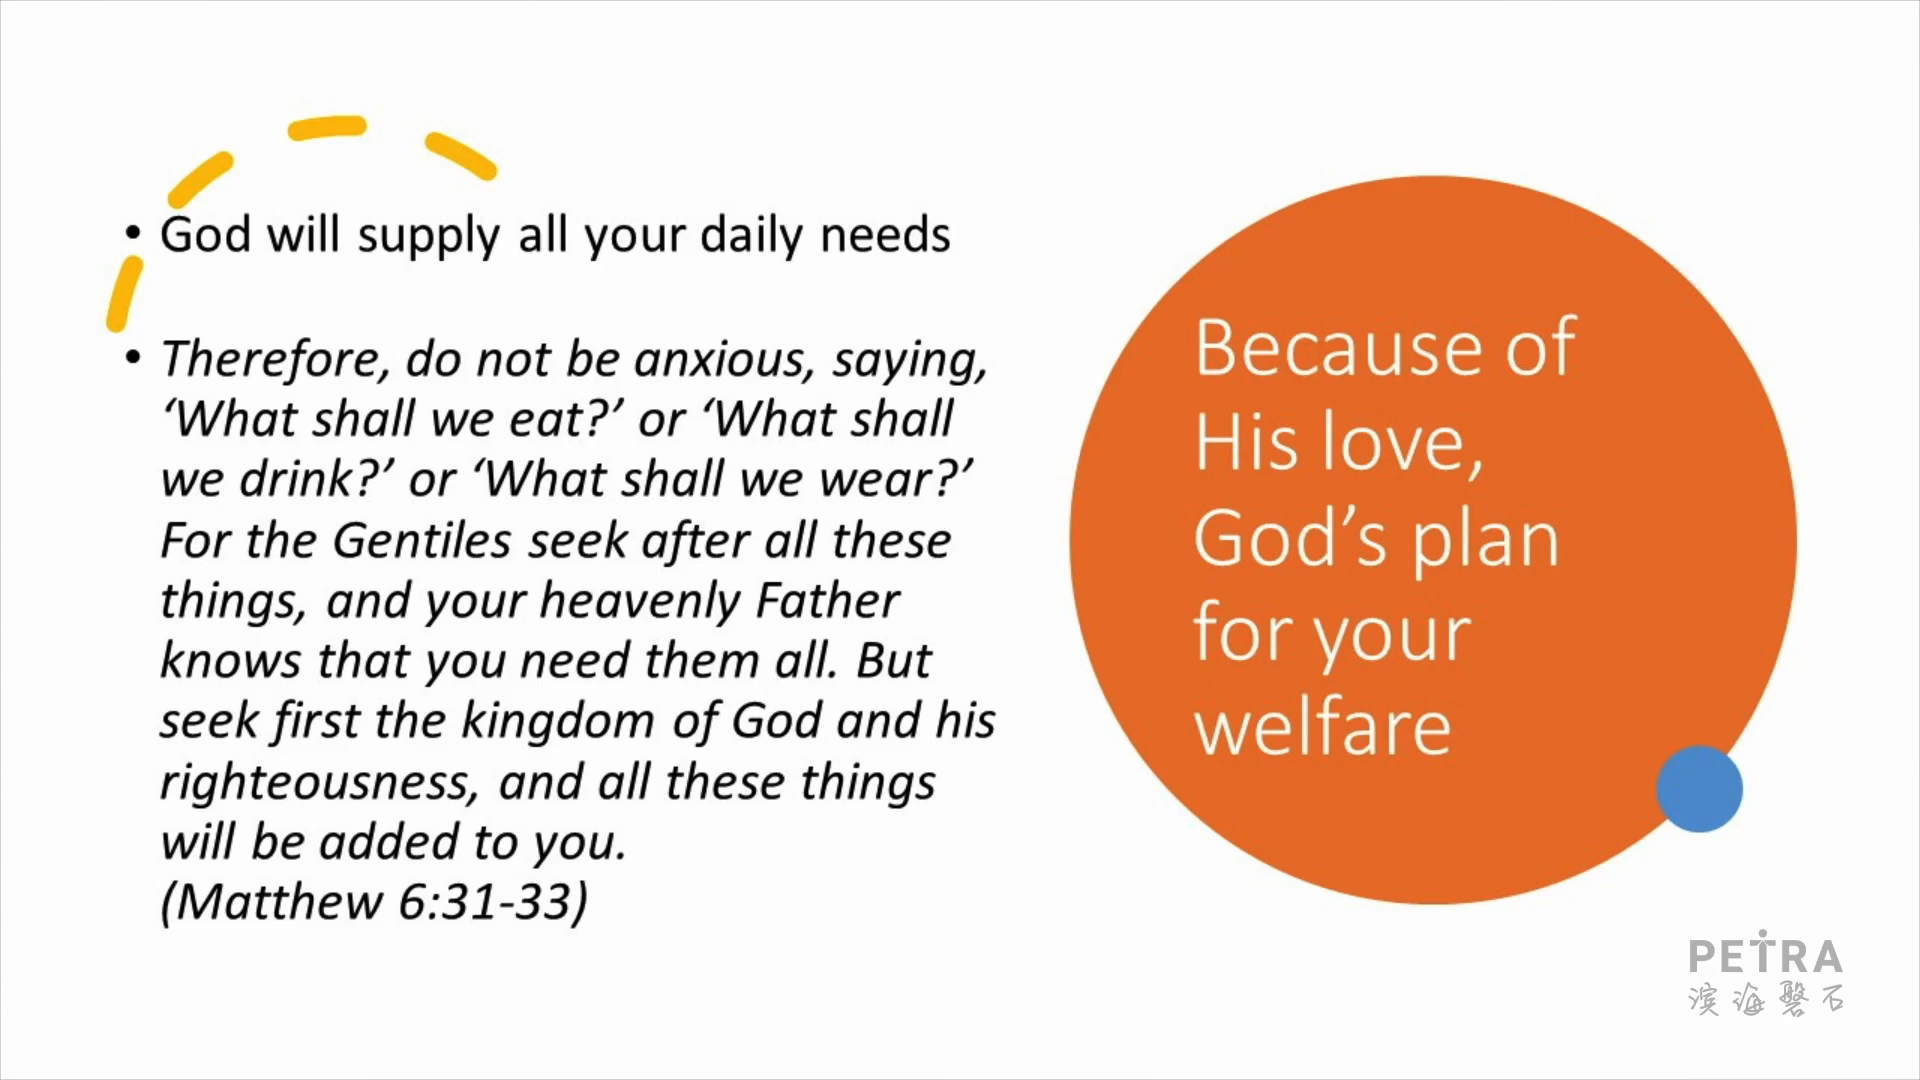 • God will supply all your daily needs
• Therefore, do not be anxious, saying,
‘What shall we eat?’ or ‘What shall
we drink?’ or ‘What shall we wear?’
For the Gentiles seek after all these
things, and your heavenly Father
knows that you need them all. But
seek first the kingdom of God and his
righteousness, and all these things
will be added to you.
(Matthew 6:31-33)
Because of
His love,
God’s plan
for your
welfare
PETRA
滨海磐石